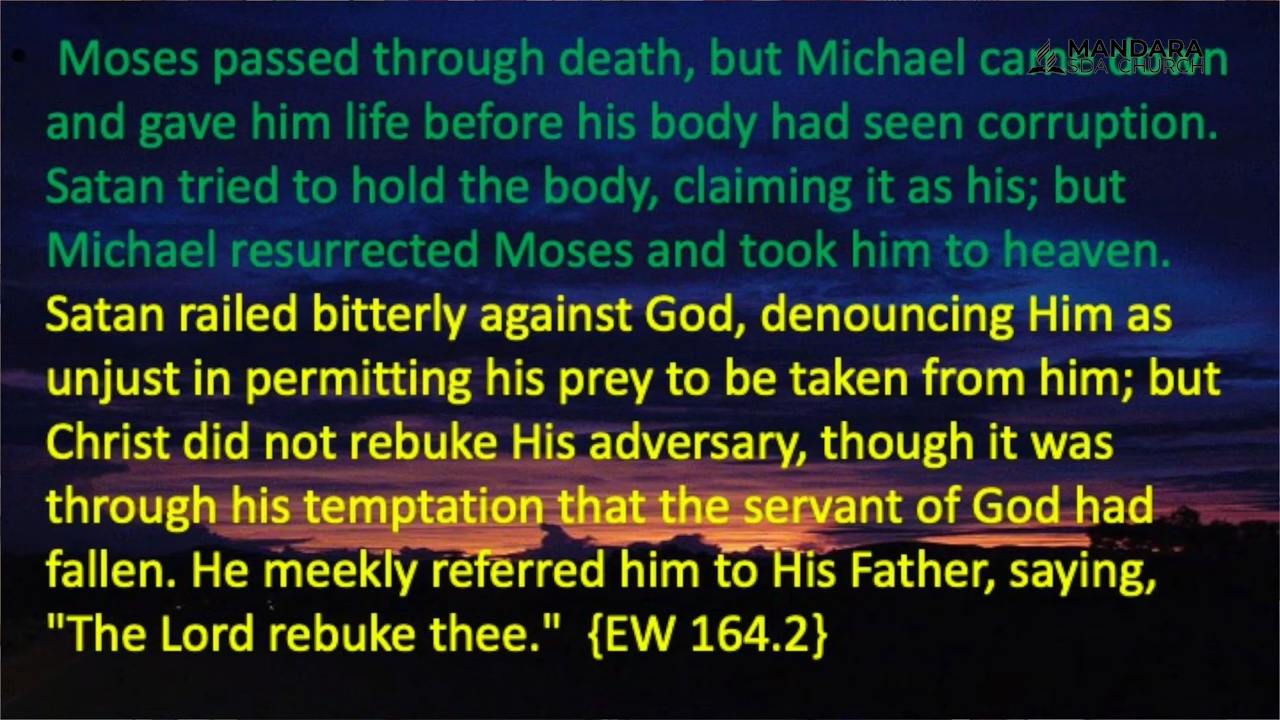 • Moses passed through death, but Michael
MANDARA
SDA CHURCH
and gave him life before his body had seen corruption.
Satan tried to hold the body, claiming it as his; but
Michael resurrected Moses and took him to heaven.
Satan railed bitterly against God, denouncing Him as
unjust in permitting his prey to be taken from him; but
Christ did not rebuke His adversary, though it was
through his temptation that the servant of God had
fallen. He meekly referred him to His Father, saying,
"The Lord rebuke thee."  {EW 164.2}